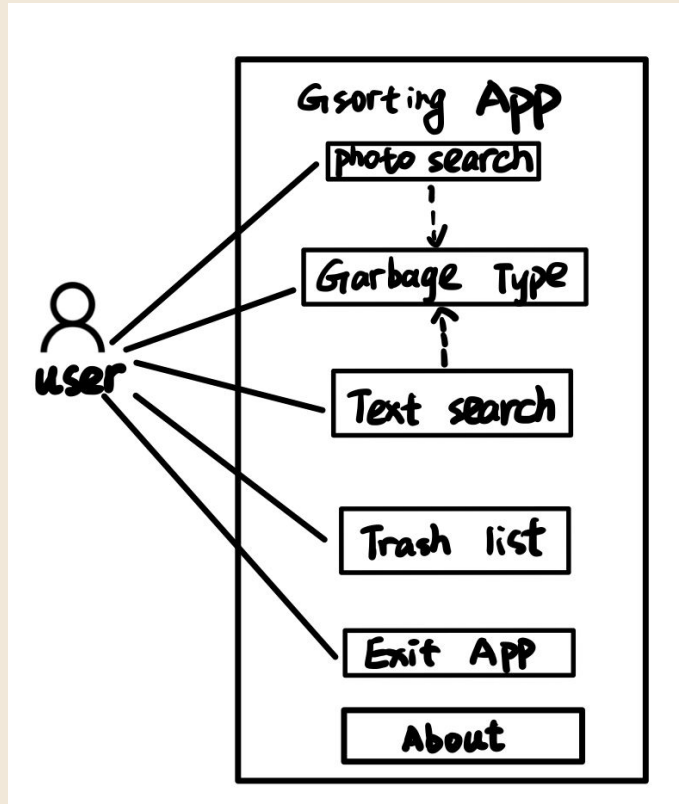 Gsorting App
photo search
Garbage Type
user
Text search
Trash list
Exit App
About